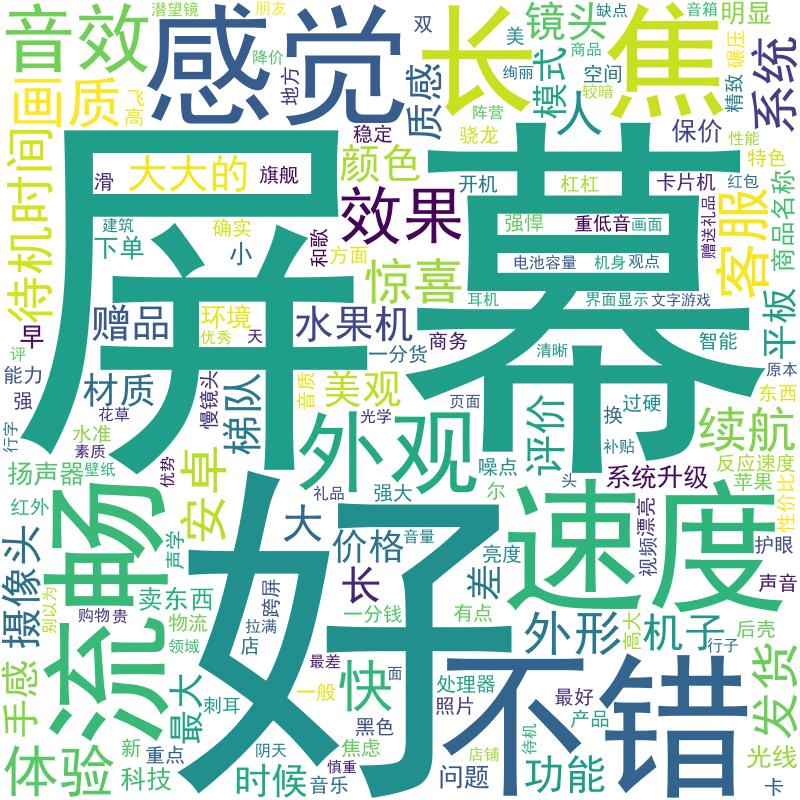 屏幕
好
感觉
长焦
速度
流畅
不错
外观
效果
音效
画质
待机时间
大大的
颜色
惊喜
赠品
水果机
材质
美观
梯队
安卓
摄像头
体验
手感
外形
机子
发货
功能
续航
评价
平板
客服
系统
镜头
模式
质感
人
明显
保价
商品名称
潜望镜
朋友
降价
地方
双
美
绚丽
商品
缺点
音箱
碾压
精致
空间
较暗
阵营
骁龙
性能
特色
飞
高
稳定
滑
旗舰
建筑
下单
确实
小
方面
和歌
开机
杠杠
卡片机
红包
赠送礼品
强悍
重低音
画面
电池容量
机身
观点
耳机
界面显示
文字游戏
早
评
能力
强
环境
优秀
天
一分货
商务
清晰
智能
原本
东西
花草
慢镜头
音质
光学
页面
换
过硬
补贴
行字
水准
素质
扬声器
壁纸
优势
噪点
头
系统升级
反应速度
苹果
性价比
红外
礼品
强大
尔
声学
大
价格
音量
差
亮度
视频
漂亮
护眼
声音
别以为
卖东西
物流
购物
贵
领域
跨屏
拉满
店
长
一分钱
有点
高大
行子
后壳
最大
刺耳
最差
一般
快
面
处理器
照片
最好
产品
新
重点
科技
阴天
时候
慎重
音乐
黑色
焦虑
店铺
待机
问题
光线
卡